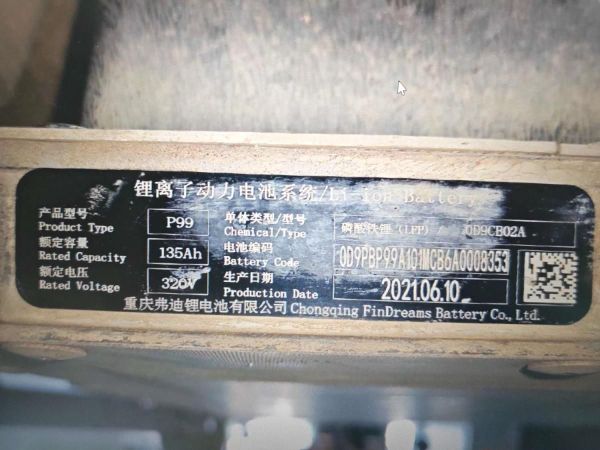 锂离子动力电池系统/Li-ion Battery
产品型号
Product Type
P99
单体类型/型号
Chemical/Type
磷酸铁锂 (LFP) / 0D9CB02A
额定容量
Rated Capacity
135Ah
电池编码
Battery Code
0D9PBP99A101MCB6A0008353
额定电压
Rated Voltage
320V
生产日期
Production Date
2021.06.10
重庆弗迪锂电池有限公司 Chongqing FinDreams Battery Co., Ltd.